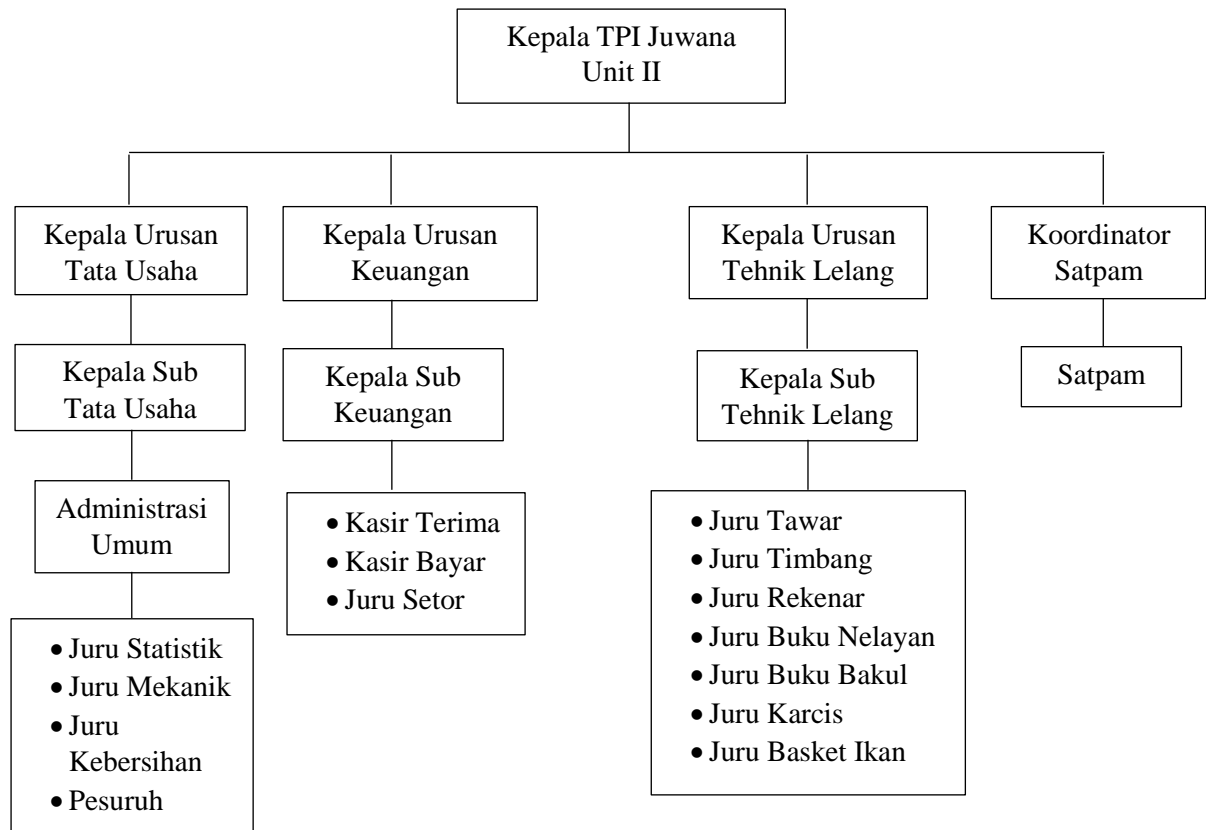 Kepala TPI Juwana
Unit II
Kepala Urusan
Tata Usaha
Kepala Urusan
Keuangan
Kepala Urusan
Tehnik Lelang
Koordinator
Satpam
Kepala Sub
Tata Usaha
Kepala Sub
Keuangan
Kepala Sub
Tehnik Lelang
Satpam
Administrasi
Umum
• Kasir Terima
• Kasir Bayar
• Juru Setor
• Juru Tawar
• Juru Timbang
• Juru Rekenar
• Juru Buku Nelayan
• Juru Buku Bakul
• Juru Karcis
• Juru Basket Ikan
• Juru Statistik
• Juru Mekanik
• Juru
Kebersihan
• Pesuruh